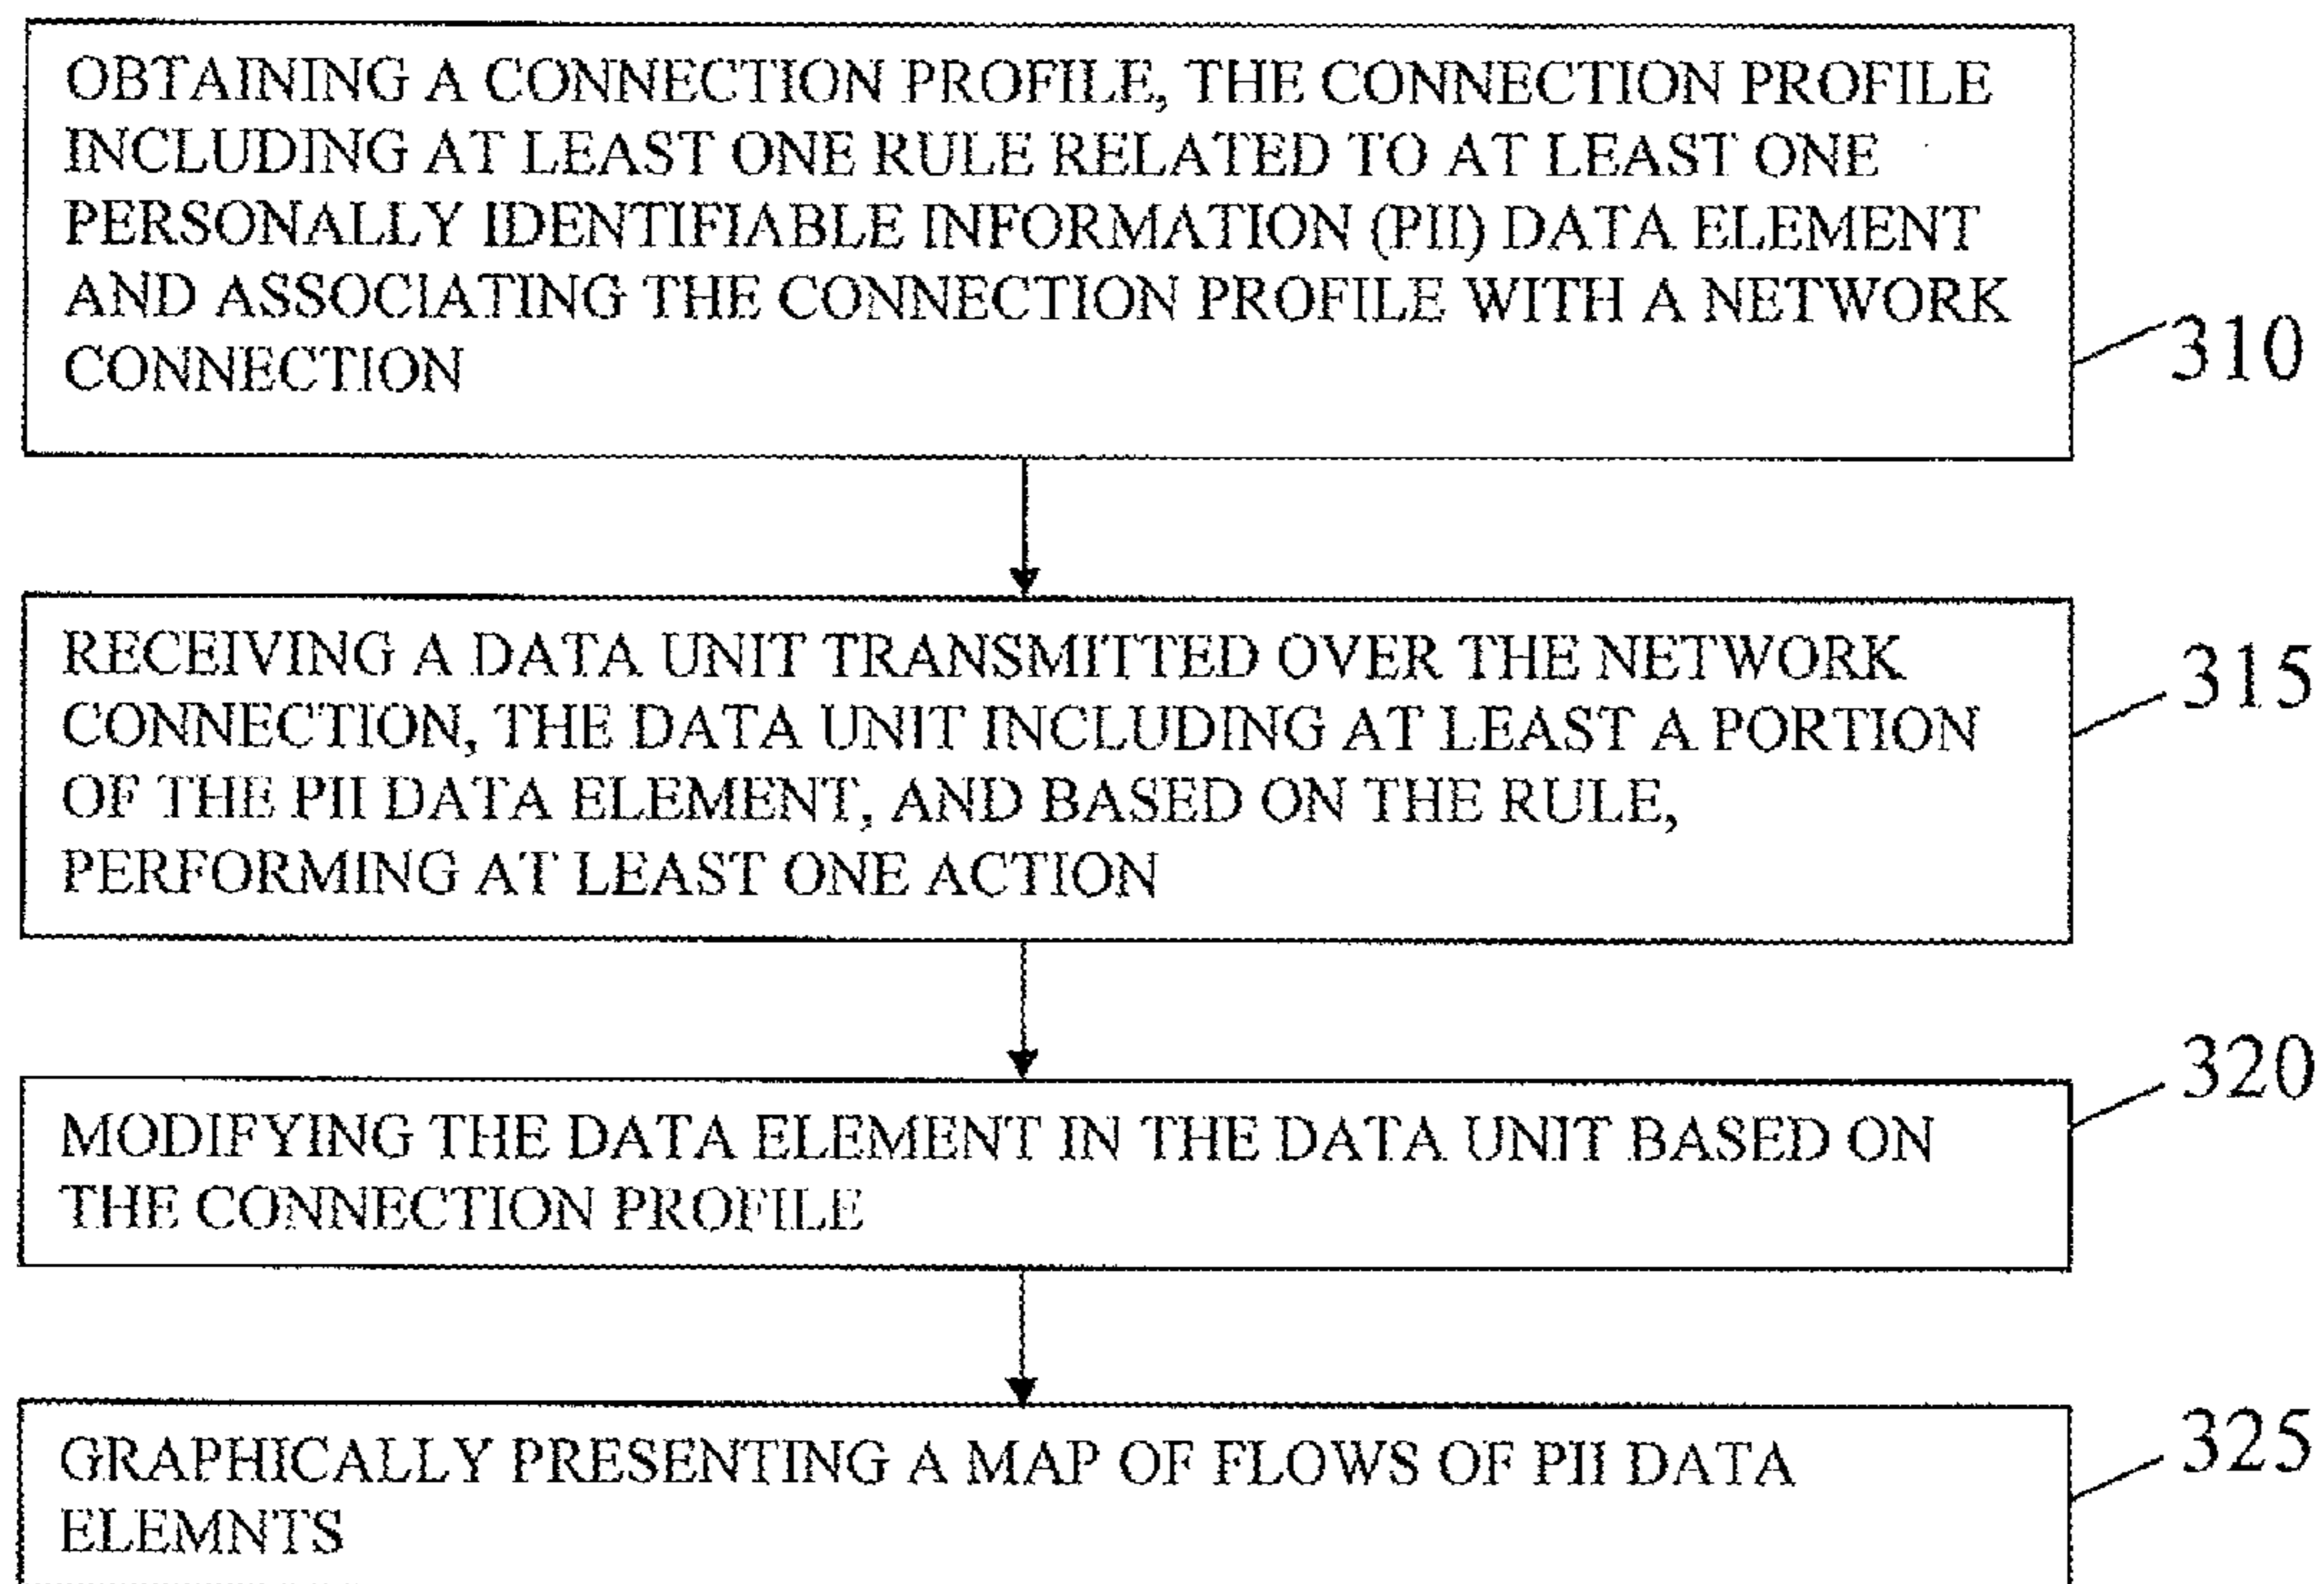 OBTAINING A CONNECTION PROFILE, THE CONNECTION PROFILE
INCLUDING AT LEAST ONE RULE RELATED TO AT LEAST ONE
PERSONALLY IDENTIFIABLE INFORMATION (PII) DATA ELEMENT
AND ASSOCIATING THE CONNECTION PROFILE WITH A NETWORK
CONNECTION
310
RECEIVING A DATA UNIT TRANSMITTED OVER THE NETWORK
CONNECTION, THE DATA UNIT INCLUDING AT LEAST A PORTION
OF THE PII DATA ELEMENT, AND BASED ON THE RULE,
PERFORMING AT LEAST ONE ACTION
315
MODIFYING THE DATA ELEMENT IN THE DATA UNIT BASED ON
THE CONNECTION PROFILE
320
GRAPHICALLY PRESENTING A MAP OF FLOWS OF PII DATA
ELEMNTS
325